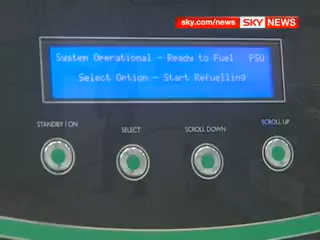 sky.com/news SKY NEWS
System Operational - Ready to Fuel PSU
Select Option - Start Refuelling
STANDBY / ON SELECT SCROLL DOWN SCROLL UP